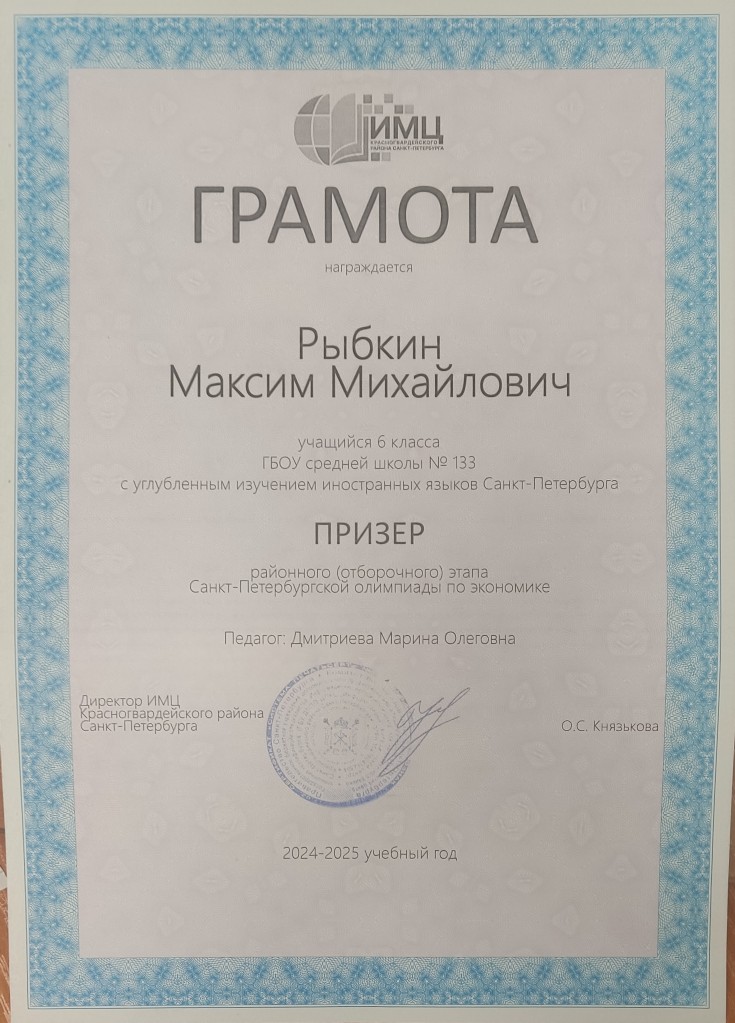 ИМЦ
КРАСНОГВАРДЕЙСКОГО
РАЙОНА САНКТ-ПЕТЕРБУРГА
ГРАМОТА
награждается
Рыбкин
Максим Михайлович
учащийся 6 класса
ГБОУ средней школы № 133
с углубленным изучением иностранных языков Санкт-Петербурга
ПРИЗЕР
районного (отборочного) этапа
Санкт-Петербургской олимпиады по экономике
Педагог: Дмитриева Марина Олеговна
Директор ИМЦ
Красногвардейского района
Санкт-Петербурга
О.С. Князькова
2024-2025 учебный год